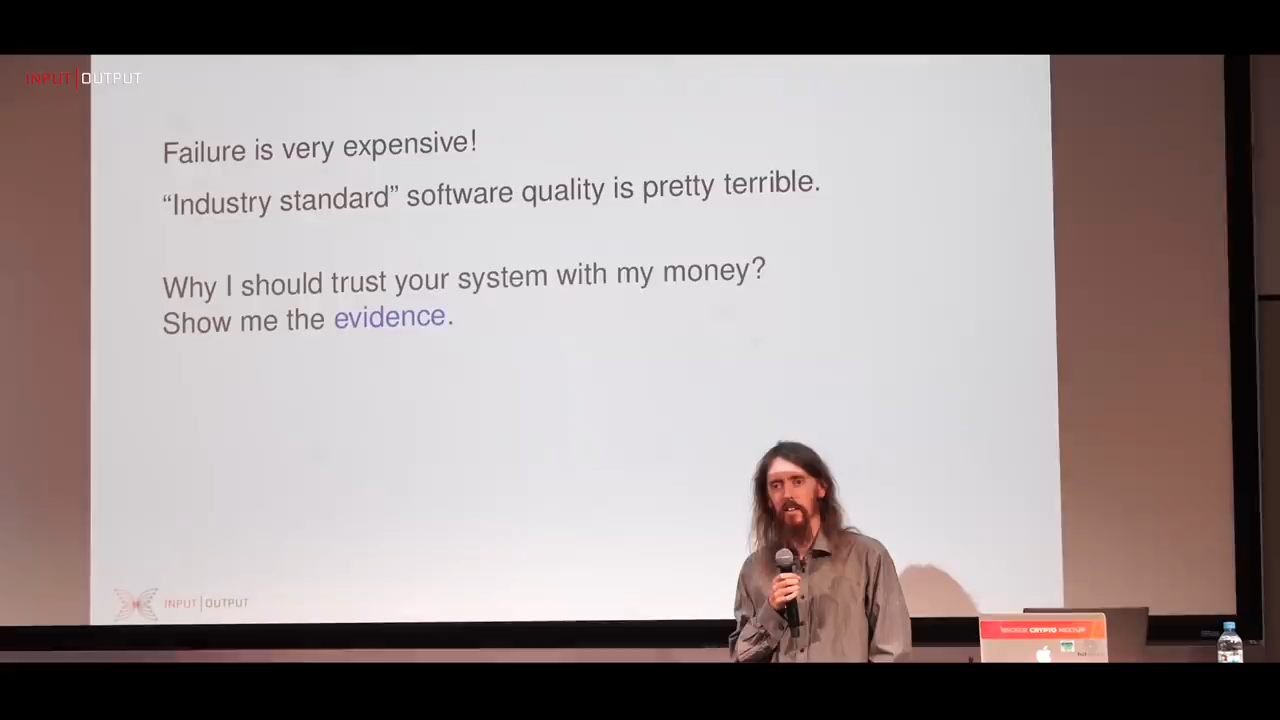 INPUT|OUTPUT
Failure is very expensive!
“Industry standard” software quality is pretty terrible.
Why I should trust your system with my money?
Show me the evidence.
INPUT|OUTPUT
CRYPTO MEETUP